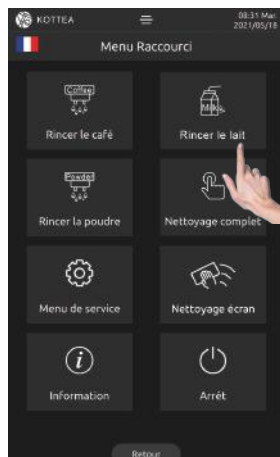 KOTTEA
08:31 Mar.
2021/05/18
Menu Raccourci
Coffee
Milk
Rincer le café
Rincer le lait
Powder
Rincer la poudre
Nettoyage complet
Menu de service
Nettoyage écran
i
Information
Arrêt
Retour